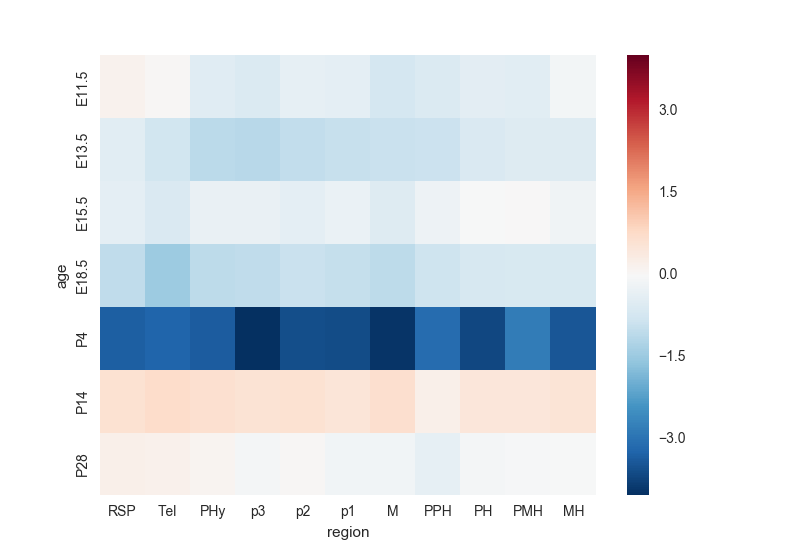 age
E11.5
E13.5
E15.5
E18.5
P4
P14
P28
RSP Tel PHy p3 p2 p1 M PPH PH PMH MH
region
3.0
1.5
0.0
−1.5
−3.0